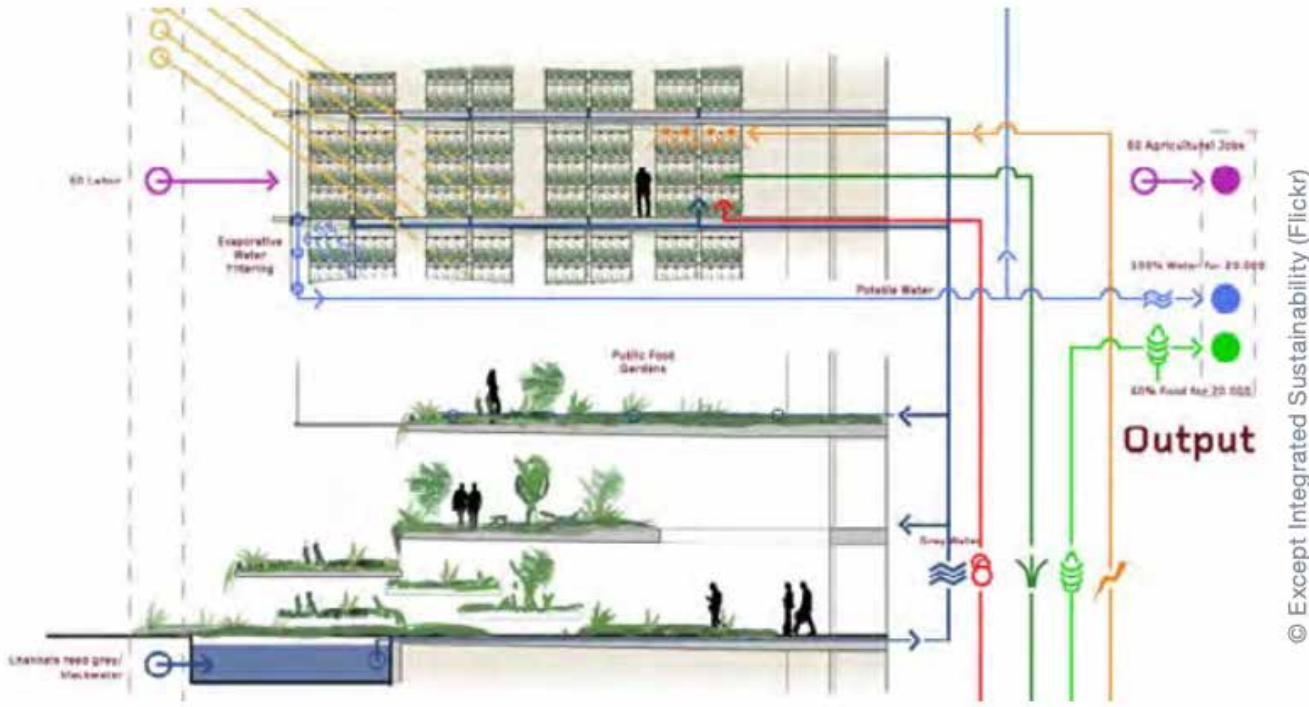 60 Labor
Evaporative
Water
Filtering
60 Agricultural Jobs
100% Water for 20.000
Potable Water
60% Food for 20.000
Output
Public Food
Gardens
Grey Water
Channels feed grey/
blackwater
© Except Integrated Sustainability (Flickr)